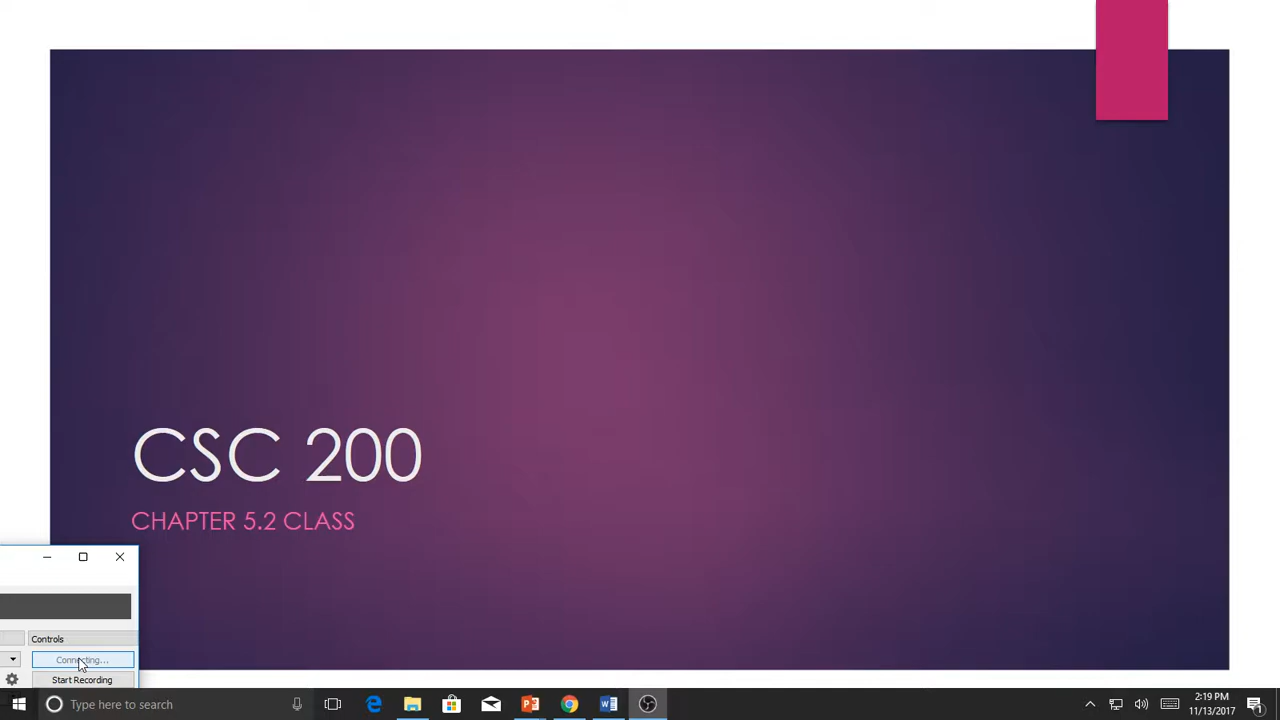 CSC 200
CHAPTER 5.2 CLASS
Controls
Connecting...
Start Recording
Type here to search
2:19 PM
11/13/2017